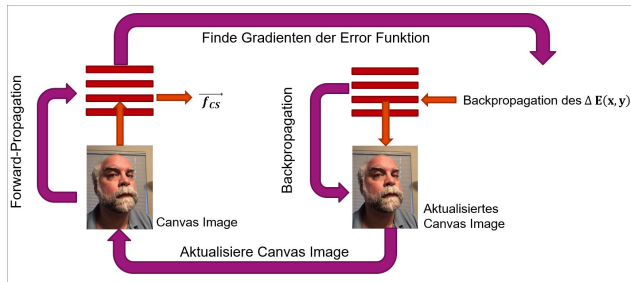 Finde Gradienten der Error Funktion
Forward-Propagation
f_CS
Backpropagation
Backpropagation des Δ E(x, y)
Canvas Image
Aktualisiertes
Canvas Image
Aktualisiere Canvas Image